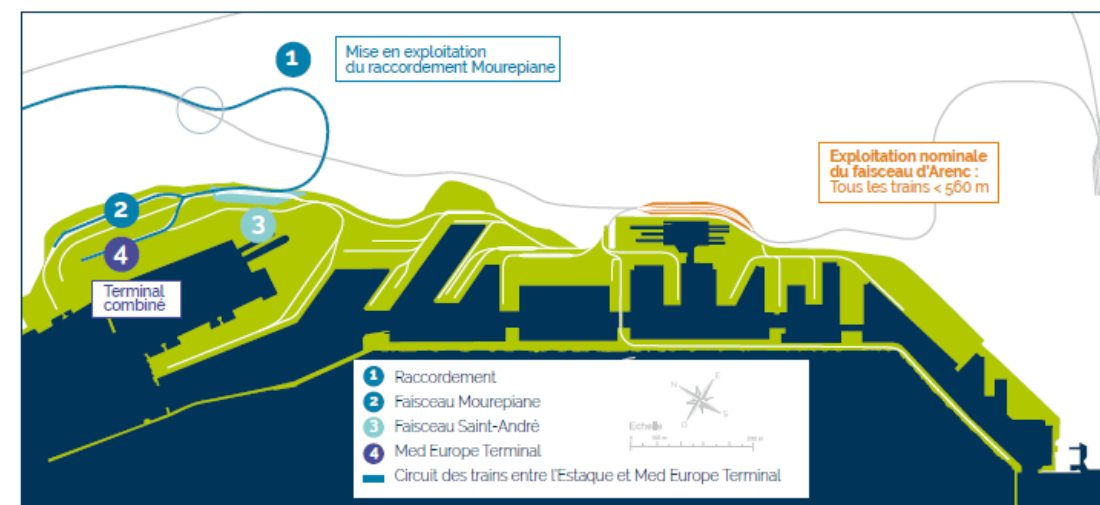 1
Mise en exploitation
du raccordement Mourepiane
Exploitation nominale
du faisceau d'Arenc :
Tous les trains < 560 m
2
3
4
Terminal
combiné
1 Raccordement
2 Faisceau Mourepiane
3 Faisceau Saint-André
4 Med Europe Terminal
Circuit des trains entre l'Estaque et Med Europe Terminal
N
E
S
O
Echelle